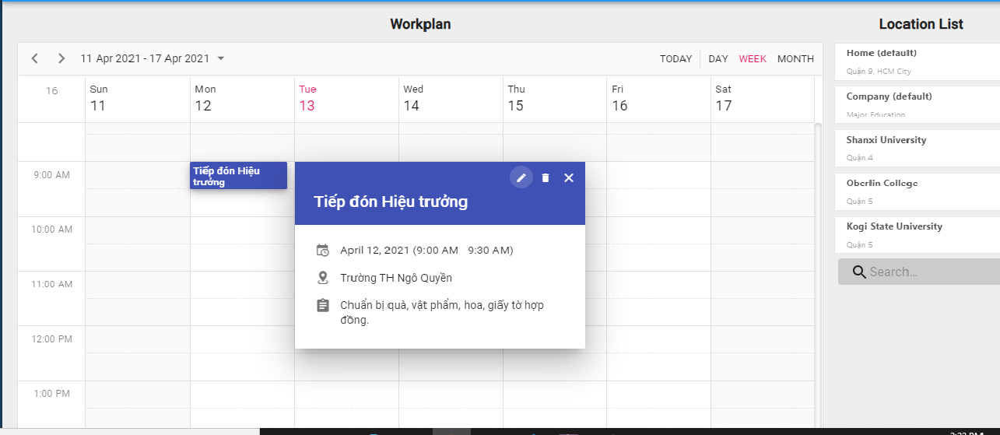 Workplan
Location List
11 Apr 2021 - 17 Apr 2021
TODAY DAY WEEK MONTH
16
Sun
11
Mon
12
Tue
13
Wed
14
Thu
15
Fri
16
Sat
17
9:00 AM
10:00 AM
11:00 AM
12:00 PM
1:00 PM
Tiếp đón Hiệu
trưởng
Tiếp đón Hiệu trưởng
April 12, 2021 (9:00 AM 9:30 AM)
Trường TH Ngô Quyền
Chuẩn bị quà, vật phẩm, hoa, giấy tờ hợp
đồng.
Home (default)
Quận 9, HCM City
Company (default)
Major Education
Shanxi University
Quận 4
Oberlin College
Quận 5
Kogi State University
Quận 5
Search...